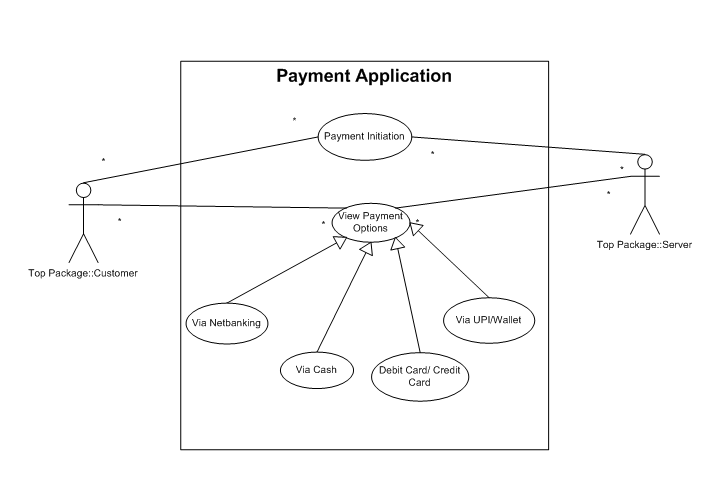 Payment Application
*
Payment Initiation
*
*
*
*
View Payment
Options
*
*
*
Top Package::Customer
Top Package::Server
Via Netbanking
Via UPI/Wallet
Via Cash
Debit Card/ Credit
Card